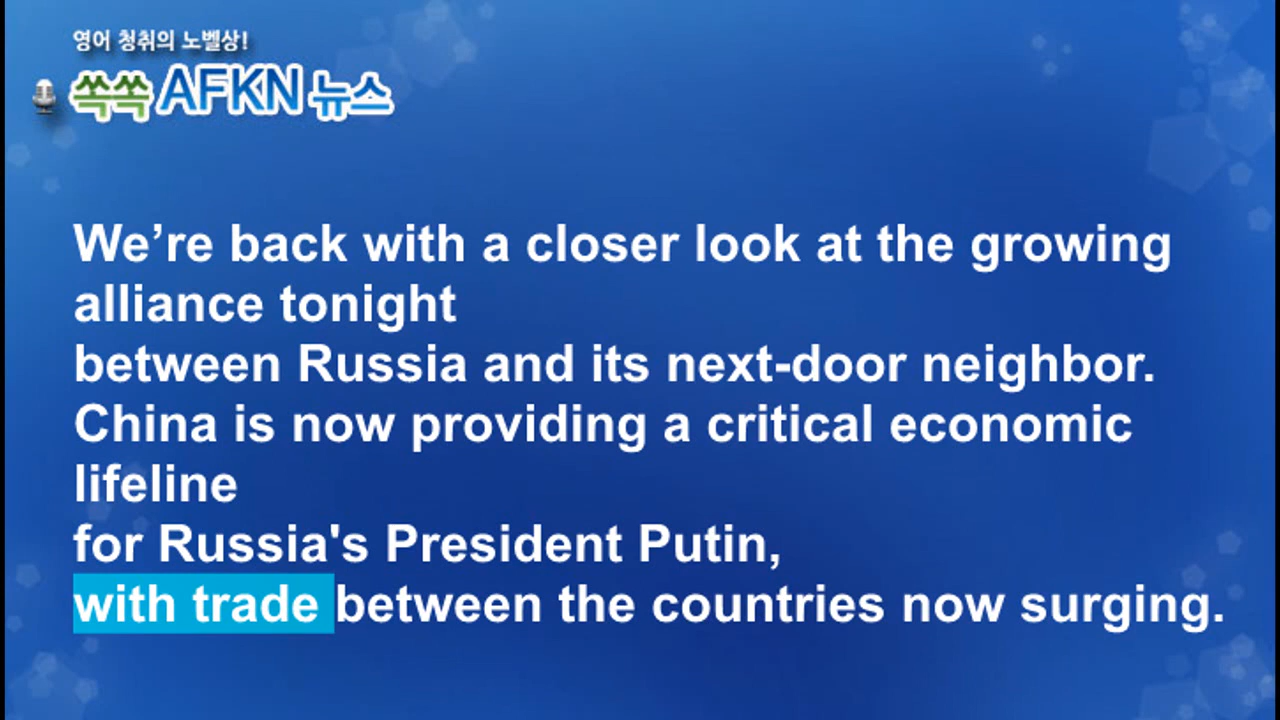 영어 청취의 노벨상!
쏙쏙 AFKN 뉴스
We’re back with a closer look at the growing
alliance tonight
between Russia and its next-door neighbor.
China is now providing a critical economic
lifeline
for Russia's President Putin,
with trade between the countries now surging.